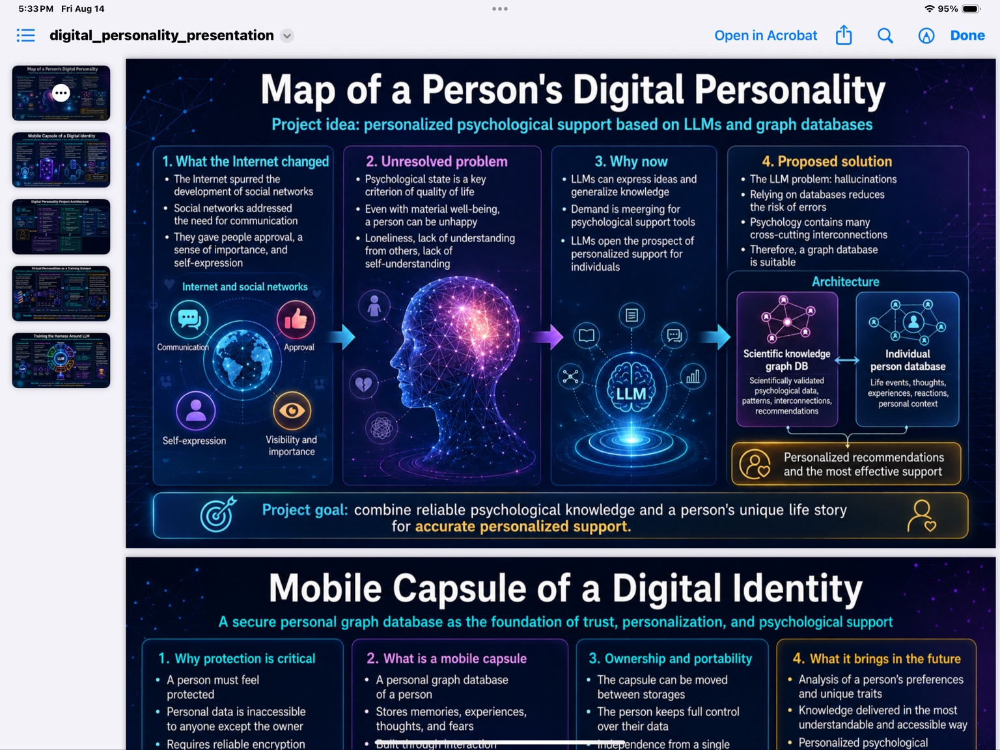 5:33 PM Fri Aug 14
95%
digital_personality_presentation
Open in Acrobat
Done
Map of a Person's Digital Personality
Mobile Capsule of a Digital Identity
Digital Personality Project Architecture
Virtual Personalities as a Training Dataset
Training the Harness Around LLM
Map of a Person's Digital Personality
Project idea: personalized psychological support based on LLMs and graph databases
1. What the Internet changed
• The Internet spurred the
development of social networks
• Social networks addressed
the need for communication
• They gave people approval, a
sense of importance, and
self-expression
Internet and social networks
Communication
Approval
Self-expression
Visibility and
importance
2. Unresolved problem
• Psychological state is a key
criterion of quality of life
• Even with material well-being,
a person can be unhappy
• Loneliness, lack of understanding
from others, lack of
self-understanding
3. Why now
• LLMs can express ideas and
generalize knowledge
• Demand is meerging for
psychological support tools
• LLMs open the prospect of
personalized support for
individuals
LLM
4. Proposed solution
• The LLM problem: hallucinations
• Relying on databases reduces
the risk of errors
• Psychology contains many
cross-cutting interconnections
• Therefore, a graph database
is suitable
Architecture
Scientific knowledge
graph DB
Scientifically validated
psychological data,
patterns, interconnections,
recommendations
Individual
person database
Life events, thoughts,
experiences, reactions,
personal context
Personalized recommendations
and the most effective support
Project goal: combine reliable psychological knowledge and a person's unique life story
for accurate personalized support.
Mobile Capsule of a Digital Identity
A secure personal graph database as the foundation of trust, personalization, and psychological support
1. Why protection is critical
• A person must feel
protected
• Personal data is inaccessible
to anyone except the owner
• Requires reliable encryption
2. What is a mobile capsule
• A personal graph database
of a person
• Stores memories, experiences,
thoughts, and fears
• Built through interaction
3. Ownership and portability
• The capsule can be moved
between storages
• The person keeps full control
over their data
• Independence from a single
4. What it brings in the future
• Analysis of a person's preferences
and unique traits
• Knowledge delivered in the most
understandable and accessible way
• Personalized psychological